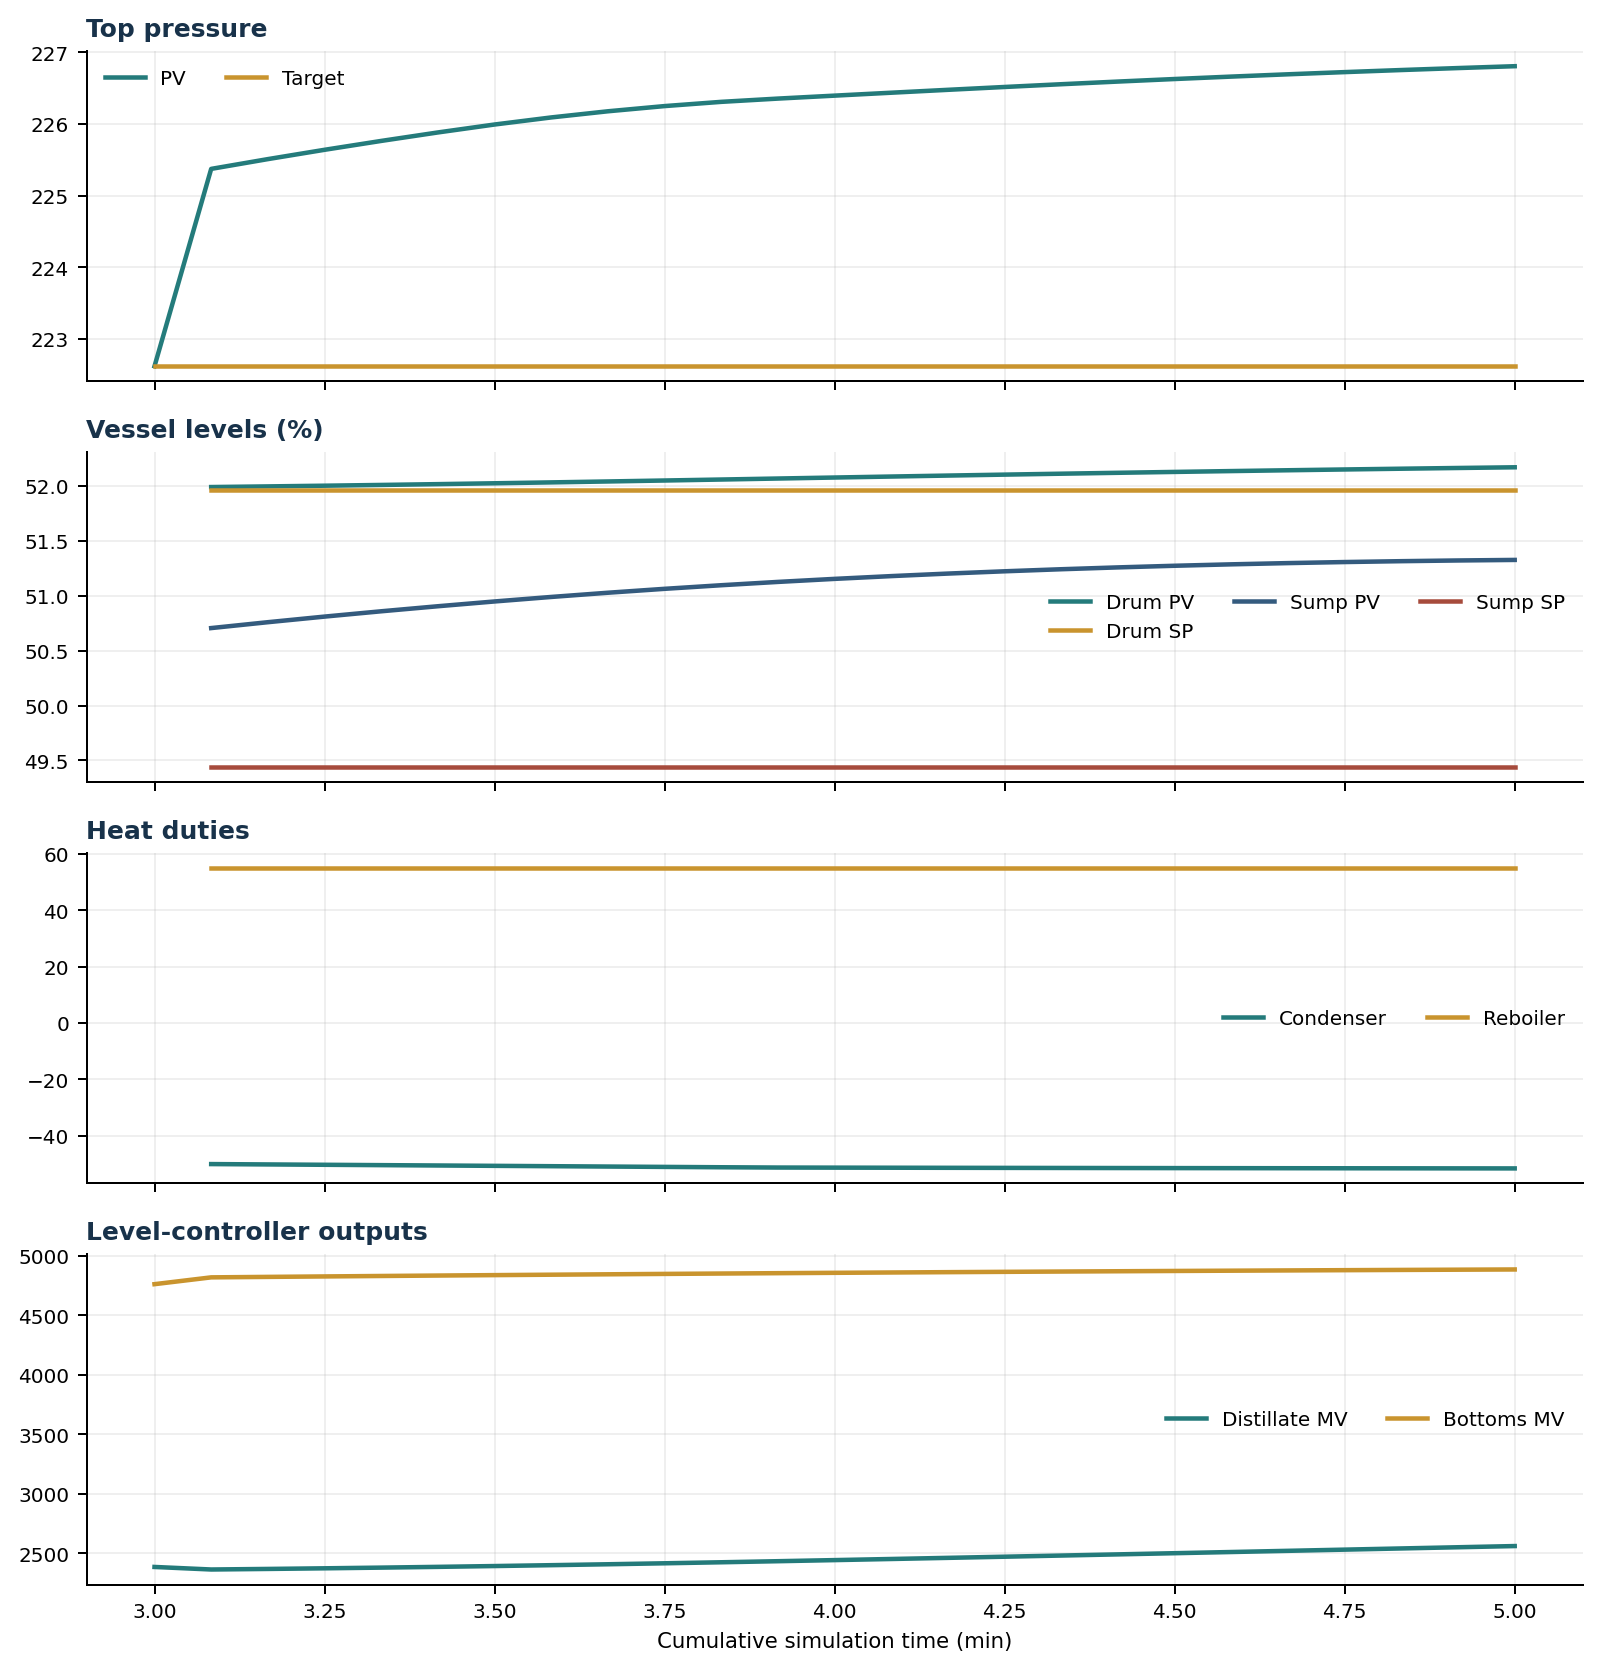 Top pressure
227
226
225
224
223
PV Target
Vessel levels (%)
52.0
51.5
51.0
50.5
50.0
49.5
Drum PV Sump PV Sump SP
Drum SP
Heat duties
60
40
20
0
−20
−40
Condenser Reboiler
Level-controller outputs
5000
4500
4000
3500
3000
2500
Distillate MV Bottoms MV
3.00 3.25 3.50 3.75 4.00 4.25 4.50 4.75 5.00
Cumulative simulation time (min)